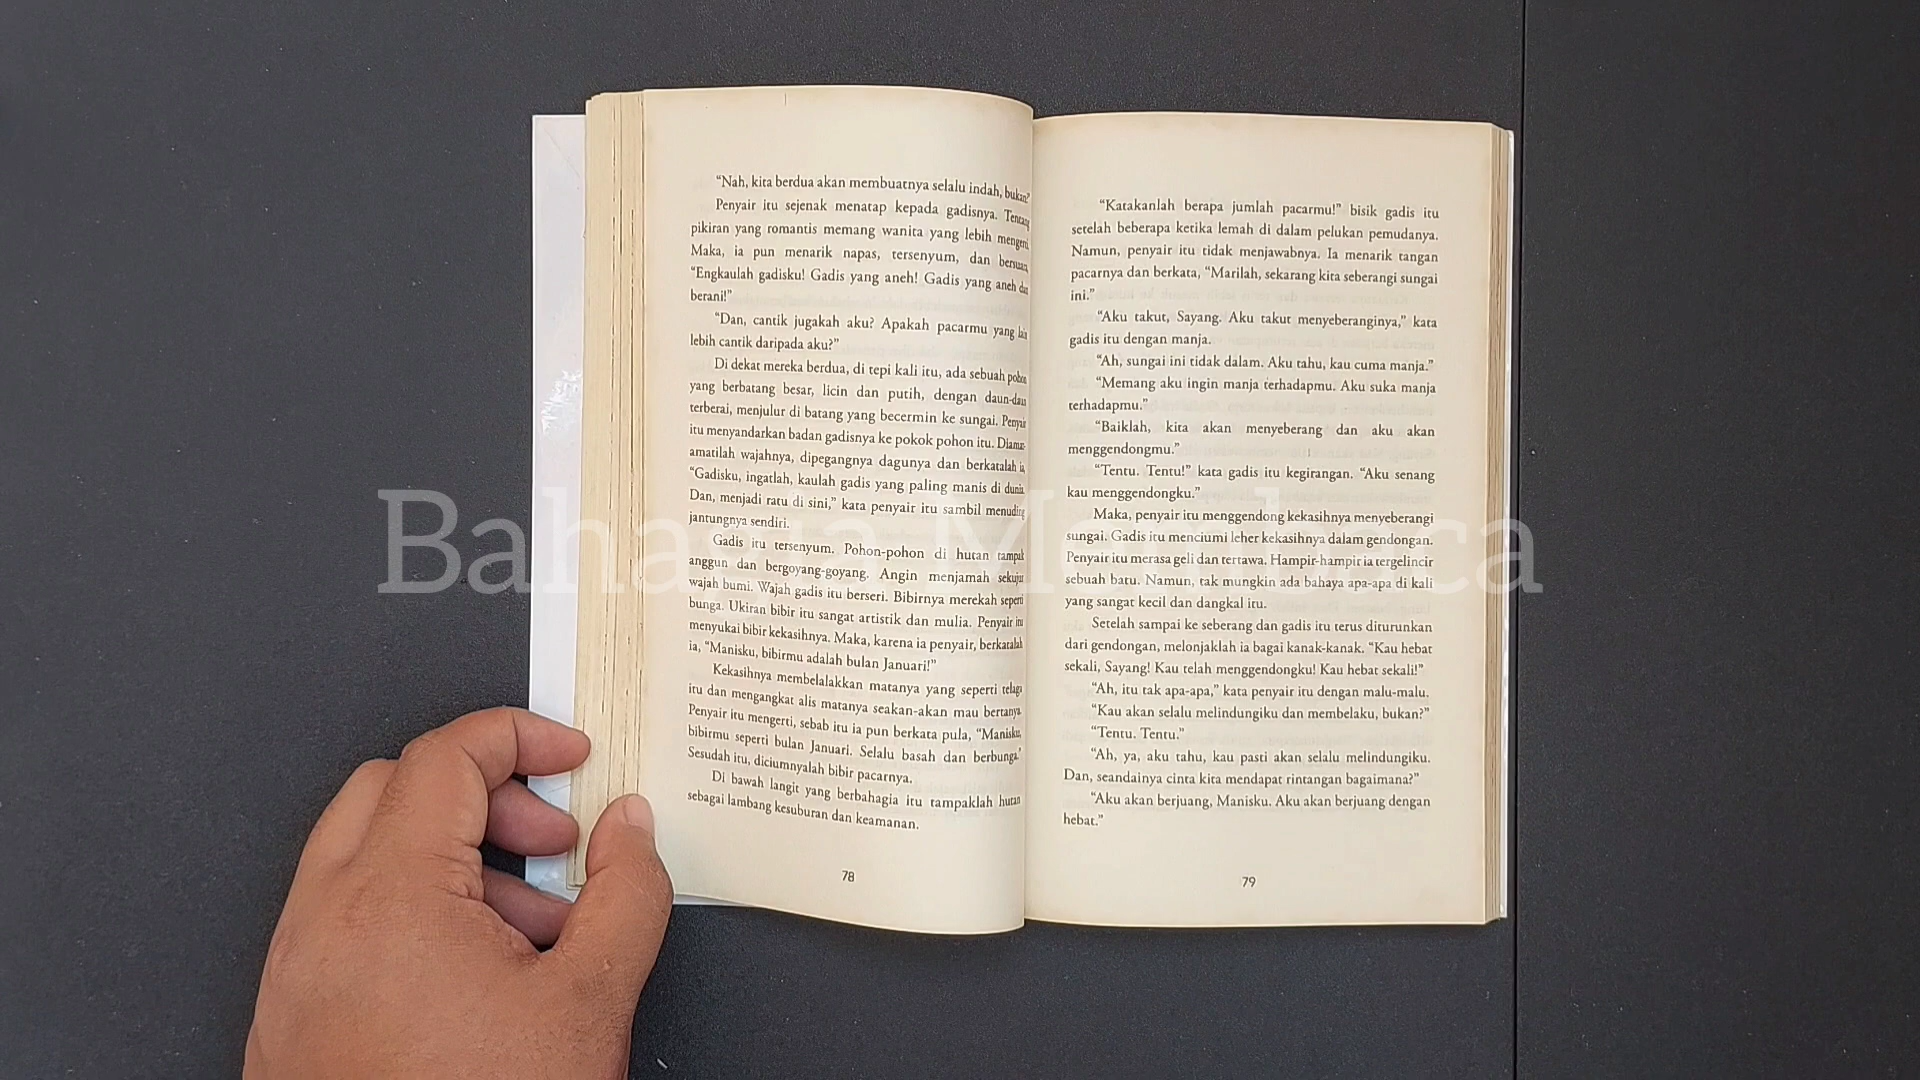 “Nah, kita berdua akan membuatnya selalu indah, bukan?
Penyair itu sejenak menatap kepada gadisnya. Tentang
pikiran yang romantis memang wanita yang lebih mengerti.
Maka, ia pun menarik napas, tersenyum, dan bersuara,
“Engkaulah gadisku! Gadis yang aneh! Gadis yang aneh dan
berani!”
“Dan, cantik jugakah aku? Apakah pacarmu yang lain
lebih cantik daripada aku?”
Di dekat mereka berdua, di tepi kali itu, ada sebuah pohon
yang berbatang besar, licin dan putih, dengan daun-daun
terberai, menjulur di batang yang becermin ke sungai. Penyair
itu menyandarkan badan gadisnya ke pokok pohon itu. Diamat-
amatilah wajahnya, dipegangnya dagunya dan berkatalah ia,
“Gadisku, ingatlah, kaulah gadis yang paling manis di dunia.
Dan, menjadi ratu di sini,” kata penyair itu sambil menuding
jantungnya sendiri.
Gadis itu tersenyum. Pohon-pohon di hutan tampak
anggun dan bergoyang-goyang. Angin menjamah sekujur
wajah bumi. Wajah gadis itu berseri. Bibirnya merekah seperti
bunga. Ukiran bibir itu sangat artistik dan mulia. Penyair itu
menyukai bibir kekasihnya. Maka, karena ia penyair, berkatalah
ia, “Manisku, bibirmu adalah bulan Januari!”
Kekasihnya membelalakkan matanya yang seperti telaga
itu dan mengangkat alis matanya seakan-akan mau bertanya.
Penyair itu mengerti, sebab itu ia pun berkata pula, “Manisku,
bibirmu seperti bulan Januari. Selalu basah dan berbunga.”
Sesudah itu, diciumnyalah bibir pacarnya.
Di bawah langit yang berbahagia itu tampaklah hutan
sebagai lambang kesuburan dan keamanan.
78
“Katakanlah berapa jumlah pacarmu!” bisik gadis itu
setelah beberapa ketika lemah di dalam pelukan pemudanya.
Namun, penyair itu tidak menjawabnya. Ia menarik tangan
pacarnya dan berkata, “Marilah, sekarang kita seberangi sungai
ini.”
“Aku takut, Sayang. Aku takut menyeberanginya,” kata
gadis itu dengan manja.
“Ah, sungai ini tidak dalam. Aku tahu, kau cuma manja.”
“Memang aku ingin manja terhadapmu. Aku suka manja
terhadapmu.”
“Baiklah, kita akan menyeberang dan aku akan
menggendongmu.”
“Tentu. Tentu!” kata gadis itu kegirangan. “Aku senang
kau menggendongku.”
Maka, penyair itu menggendong kekasihnya menyeberangi
sungai. Gadis itu menciumi leher kekasihnya dalam gendongan.
Penyair itu merasa geli dan tertawa. Hampir-hampir ia tergelincir
sebuah batu. Namun, tak mungkin ada bahaya apa-apa di kali
yang sangat kecil dan dangkal itu.
Setelah sampai ke seberang dan gadis itu terus diturunkan
dari gendongan, melonjaklah ia bagai kanak-kanak. “Kau hebat
sekali, Sayang! Kau telah menggendongku! Kau hebat sekali!”
“Ah, itu tak apa-apa,” kata penyair itu dengan malu-malu.
“Kau akan selalu melindungiku dan membelaku, bukan?”
“Tentu. Tentu.”
“Ah, ya, aku tahu, kau pasti akan selalu melindungiku.
Dan, seandainya cinta kita mendapat rintangan bagaimana?”
“Aku akan berjuang, Manisku. Aku akan berjuang dengan
hebat.”
79
Bahagia Membaca